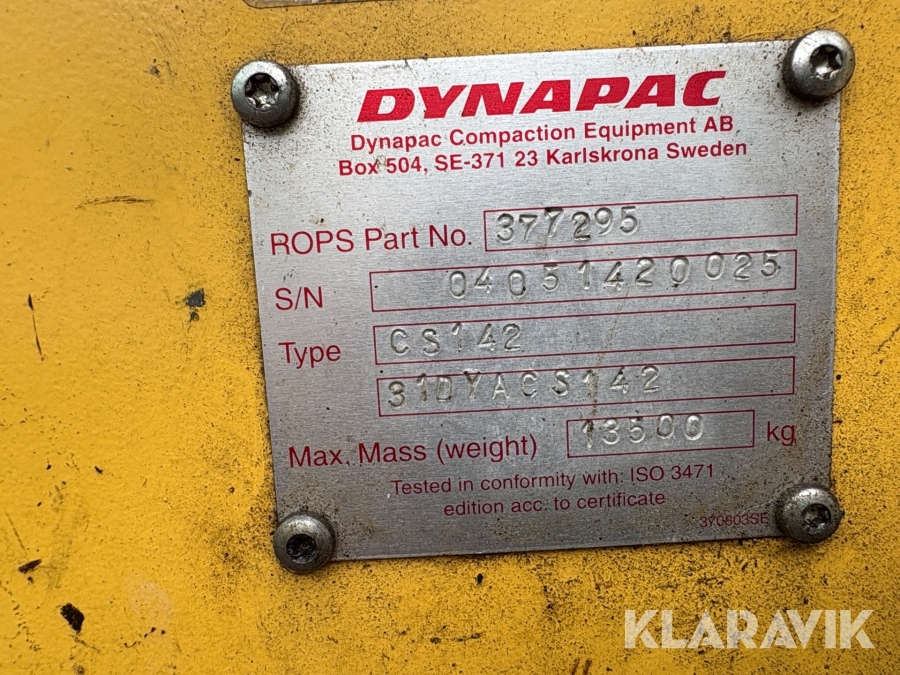 DYNAPAC
Dynapac Compaction Equipment AB
Box 504, SE-371 23 Karlskrona Sweden
ROPS Part No. 377295
S/N 04051420025
Type CS142
31DYACS142
Max. Mass (weight) 13500 kg
Tested in conformity with: ISO 3471
edition acc. to certificate
370803SE
KLARAVIK